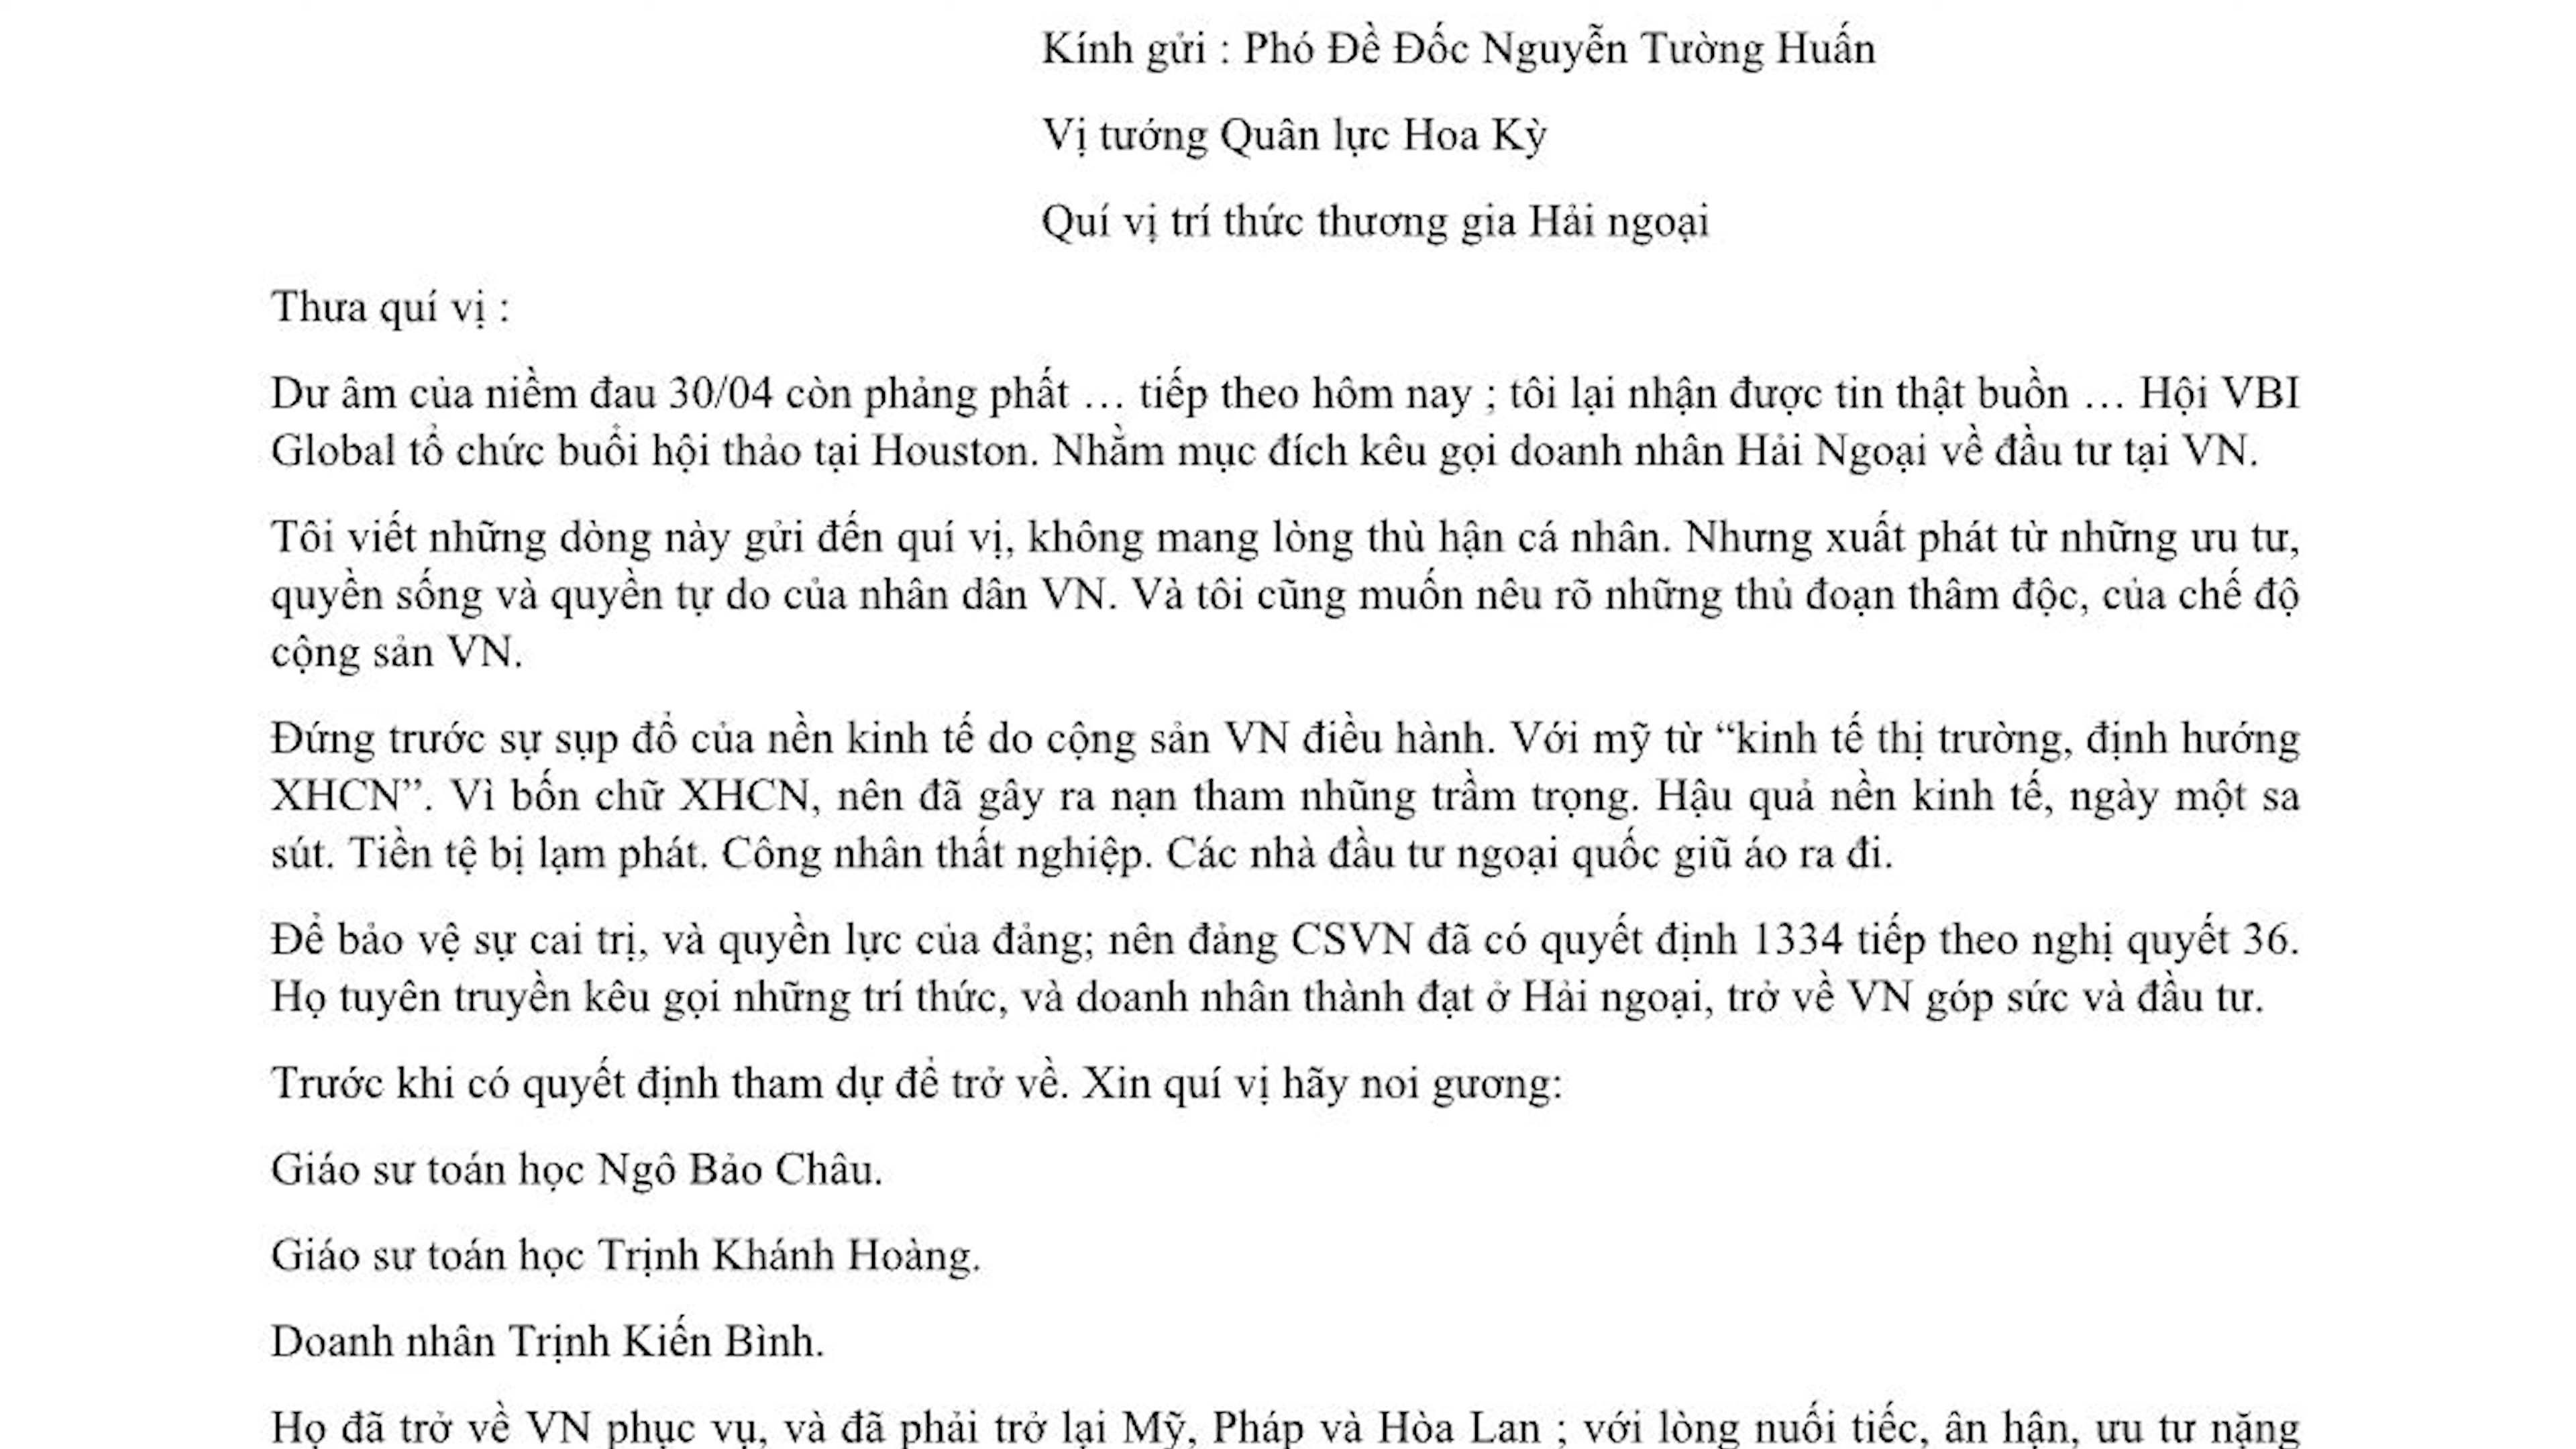 Kính gửi : Phó Đề Đốc Nguyễn Tường Huấn
Vị tướng Quân lực Hoa Kỳ
Quí vị trí thức thương gia Hải ngoại
Thưa quí vị :
Dư âm của niềm đau 30/04 còn phảng phất … tiếp theo hôm nay ; tôi lại nhận được tin thật buồn … Hội VBI
Global tổ chức buổi hội thảo tại Houston. Nhằm mục đích kêu gọi doanh nhân Hải Ngoại về đầu tư tại VN.
Tôi viết những dòng này gửi đến quí vị, không mang lòng thù hận cá nhân. Nhưng xuất phát từ những ưu tư,
quyền sống và quyền tự do của nhân dân VN. Và tôi cũng muốn nêu rõ những thủ đoạn thâm độc, của chế độ
cộng sản VN.
Đứng trước sự sụp đổ của nền kinh tế do cộng sản VN điều hành. Với mỹ từ “kinh tế thị trường, định hướng
XHCN”. Vì bốn chữ XHCN, nên đã gây ra nạn tham nhũng trầm trọng. Hậu quả nền kinh tế, ngày một sa
sút. Tiền tệ bị lạm phát. Công nhân thất nghiệp. Các nhà đầu tư ngoại quốc giũ áo ra đi.
Để bảo vệ sự cai trị, và quyền lực của đảng; nên đảng CSVN đã có quyết định 1334 tiếp theo nghị quyết 36.
Họ tuyên truyền kêu gọi những trí thức, và doanh nhân thành đạt ở Hải ngoại, trở về VN góp sức và đầu tư.
Trước khi có quyết định tham dự để trở về. Xin quí vị hãy noi gương:
Giáo sư toán học Ngô Bảo Châu.
Giáo sư toán học Trịnh Khánh Hoàng.
Doanh nhân Trịnh Kiến Bình.
Họ đã trở về VN phục vụ, và đã phải trở lại Mỹ, Pháp và Hòa Lan ; với lòng nuối tiếc, ân hận, ưu tư nặng